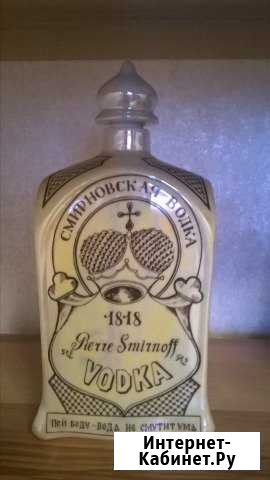 СМИРНОВСКАЯ ВОДКА
1818
Pierre Smirnoff
VODKA
ПЕЙ ВОДУ - ВОДА НЕ СМУТИТ УМА
Интернет-
Кабинет.Ру